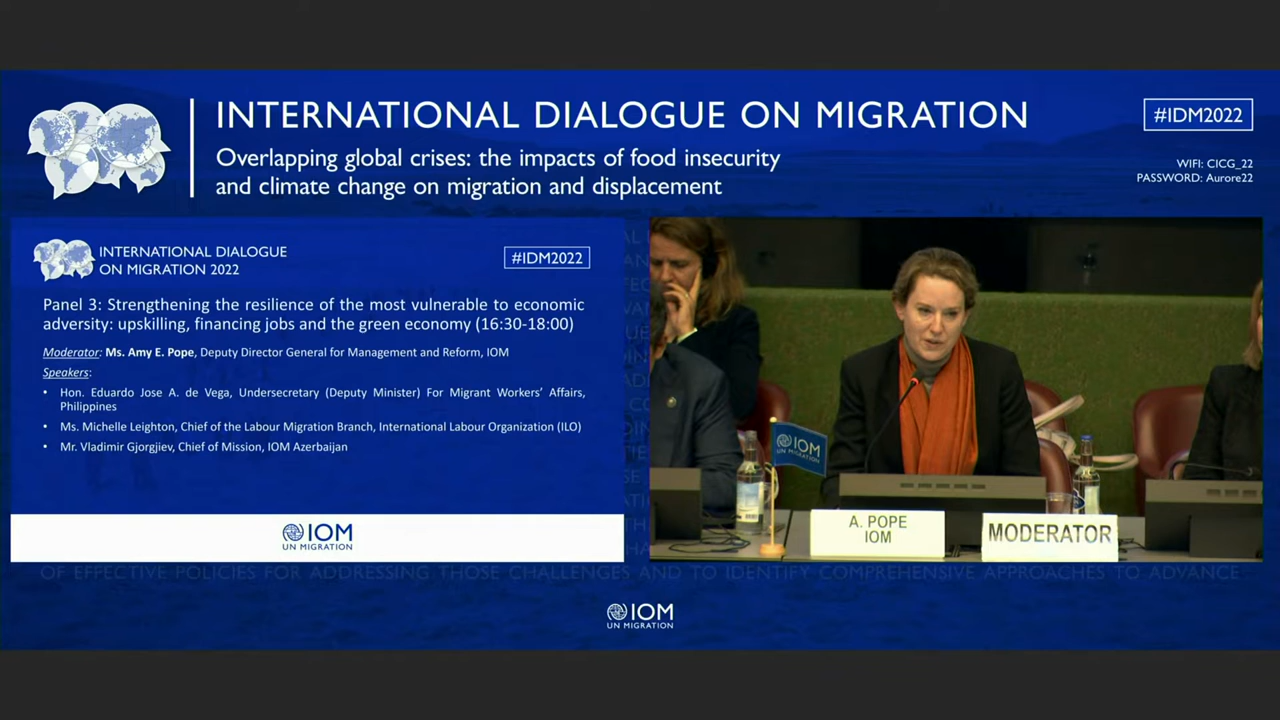 INTERNATIONAL DIALOGUE ON MIGRATION
Overlapping global crises: the impacts of food insecurity
and climate change on migration and displacement
#IDM2022
WIFI: CICG_22
PASSWORD: Aurore22
INTERNATIONAL DIALOGUE
ON MIGRATION 2022
#IDM2022
Panel 3: Strengthening the resilience of the most vulnerable to economic
adversity: upskilling, financing jobs and the green economy (16:30-18:00)
Moderator: Ms. Amy E. Pope, Deputy Director General for Management and Reform, IOM
Speakers:
• Hon. Eduardo Jose A. de Vega, Undersecretary (Deputy Minister) For Migrant Workers' Affairs,
Philippines
• Ms. Michelle Leighton, Chief of the Labour Migration Branch, International Labour Organization (ILO)
• Mr. Vladimir Gjorgjiev, Chief of Mission, IOM Azerbaijan
IOM
UN MIGRATION
IOM
UN MIGRATION
A. POPE
IOM
MODERATOR
OF EFFECTIVE POLICIES FOR ADDRESSING THOSE CHALLENGES AND TO IDENTIFY COMPREHENSIVE APPROACHES TO ADVANCE
IOM
UN MIGRATION